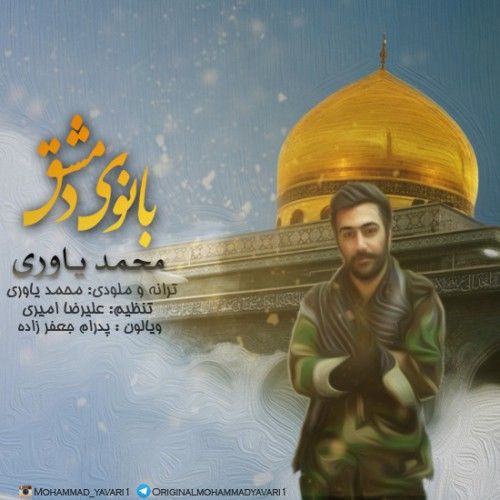 بانوی دمشق
محمد یاوری
ترانه و ملودی: محمد یاوری
تنظیم: علیرضا امیری
ویالون : پدرام جعفر زاده
Mohammad_yavari1
Originalmohammadyavari1